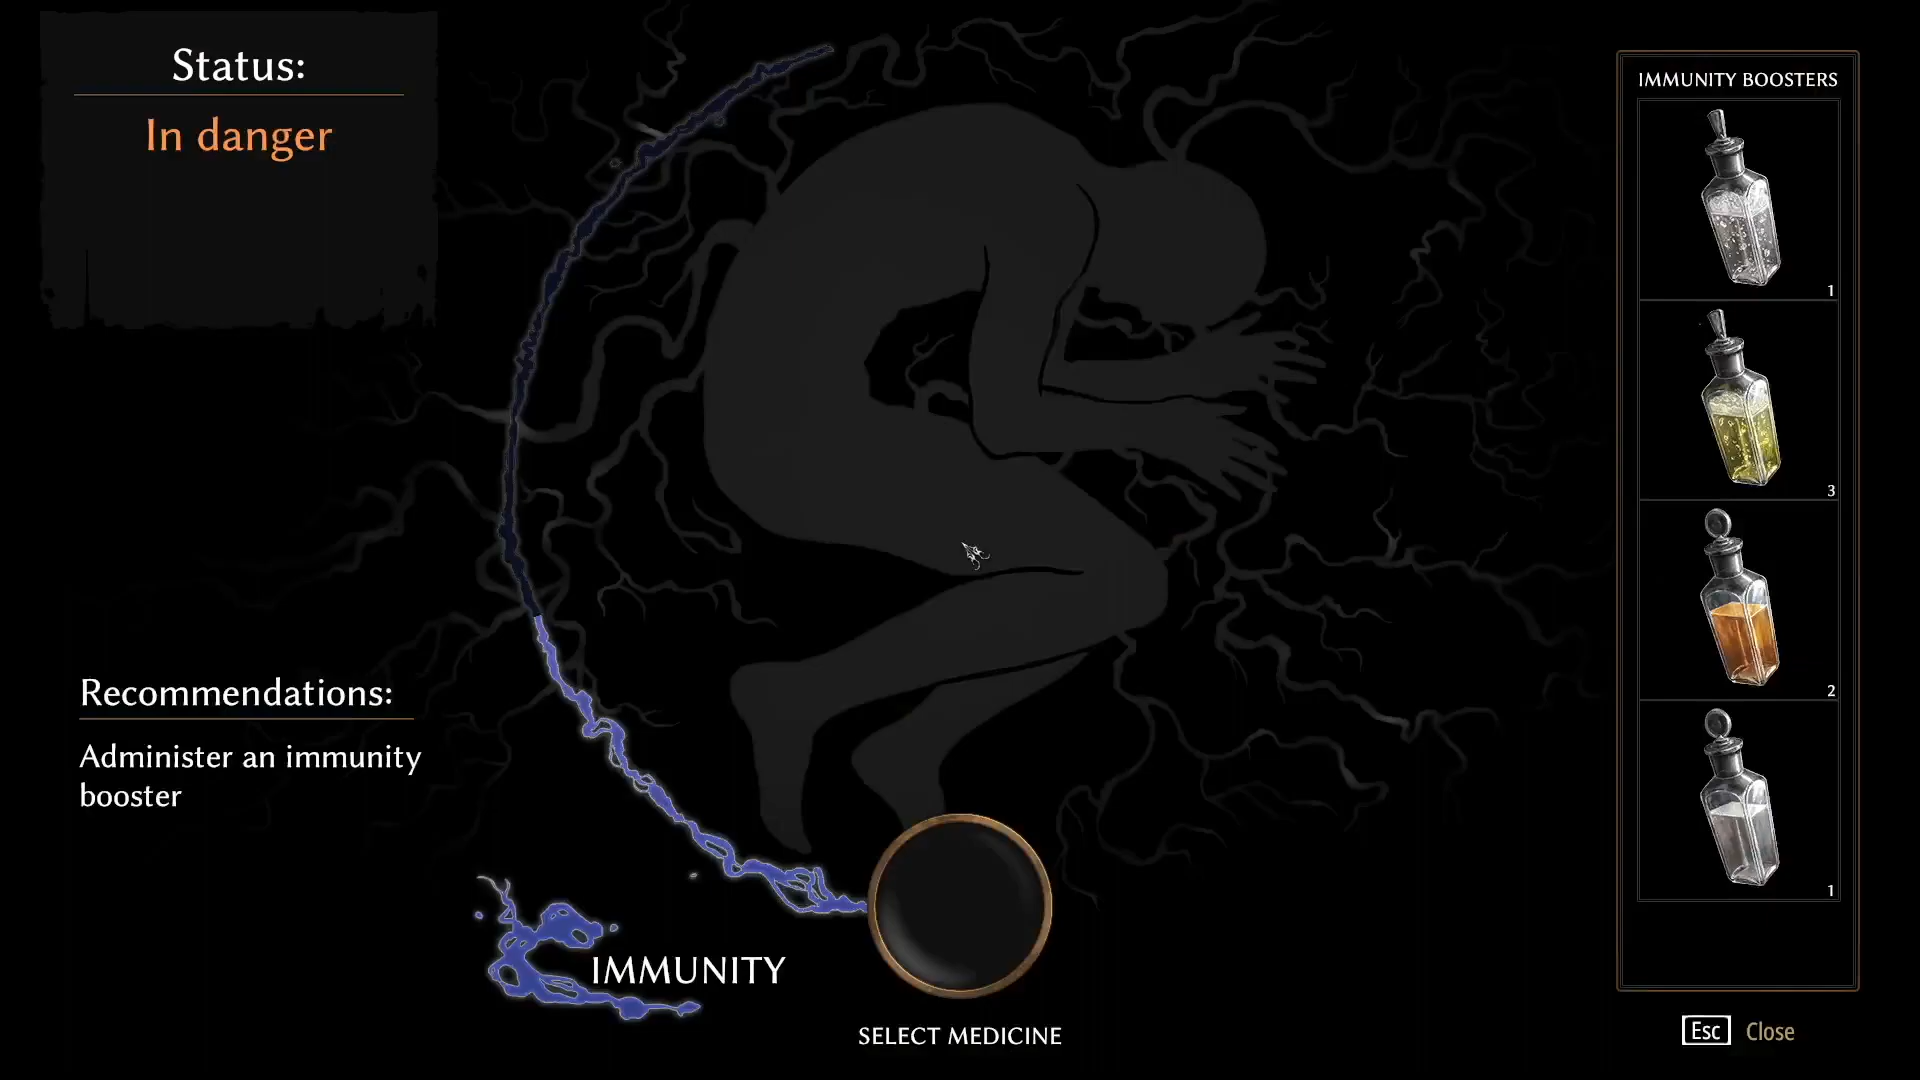 Status:
In danger
IMMUNITY BOOSTERS
1
3
2
1
Recommendations:
Administer an immunity
booster
IMMUNITY
SELECT MEDICINE
Esc Close